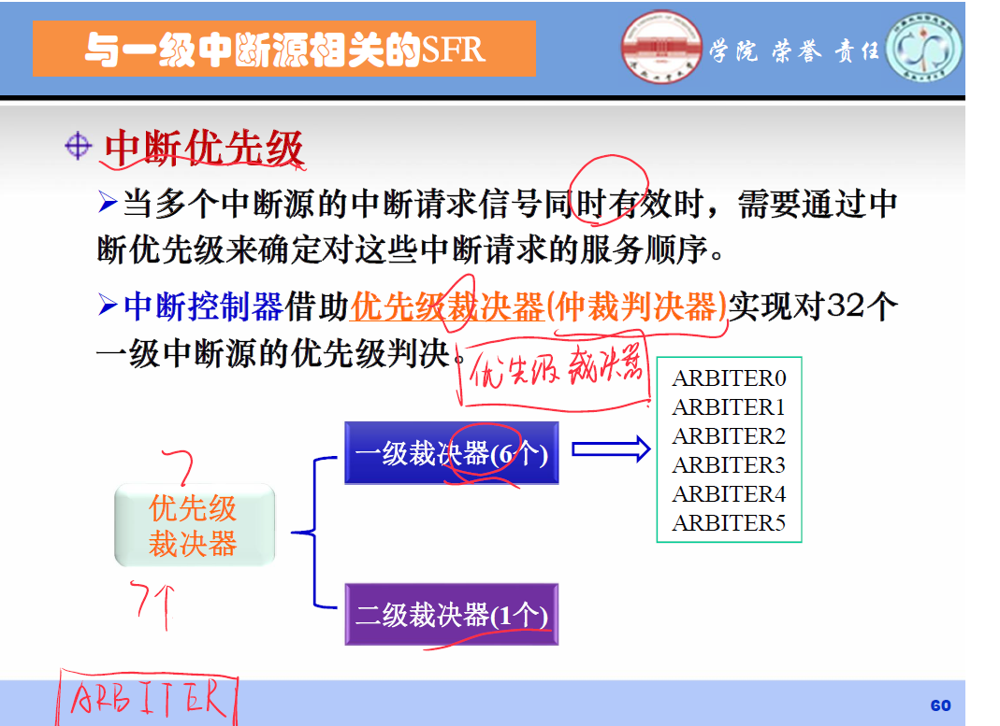 与一级中断源相关的SFR
学院 荣誉 责任
中断优先级
当多个中断源的中断请求信号同时有效时，需要通过中
断优先级来确定对这些中断请求的服务顺序。
中断控制器借助优先级裁决器(仲裁判决器)实现对32个
一级中断源的优先级判决。
优先级裁决器
ARBITER0
ARBITER1
ARBITER2
ARBITER3
ARBITER4
ARBITER5
一级裁决器(6个)
7
优先级
裁决器
7个
二级裁决器(1个)
ARBITER
60